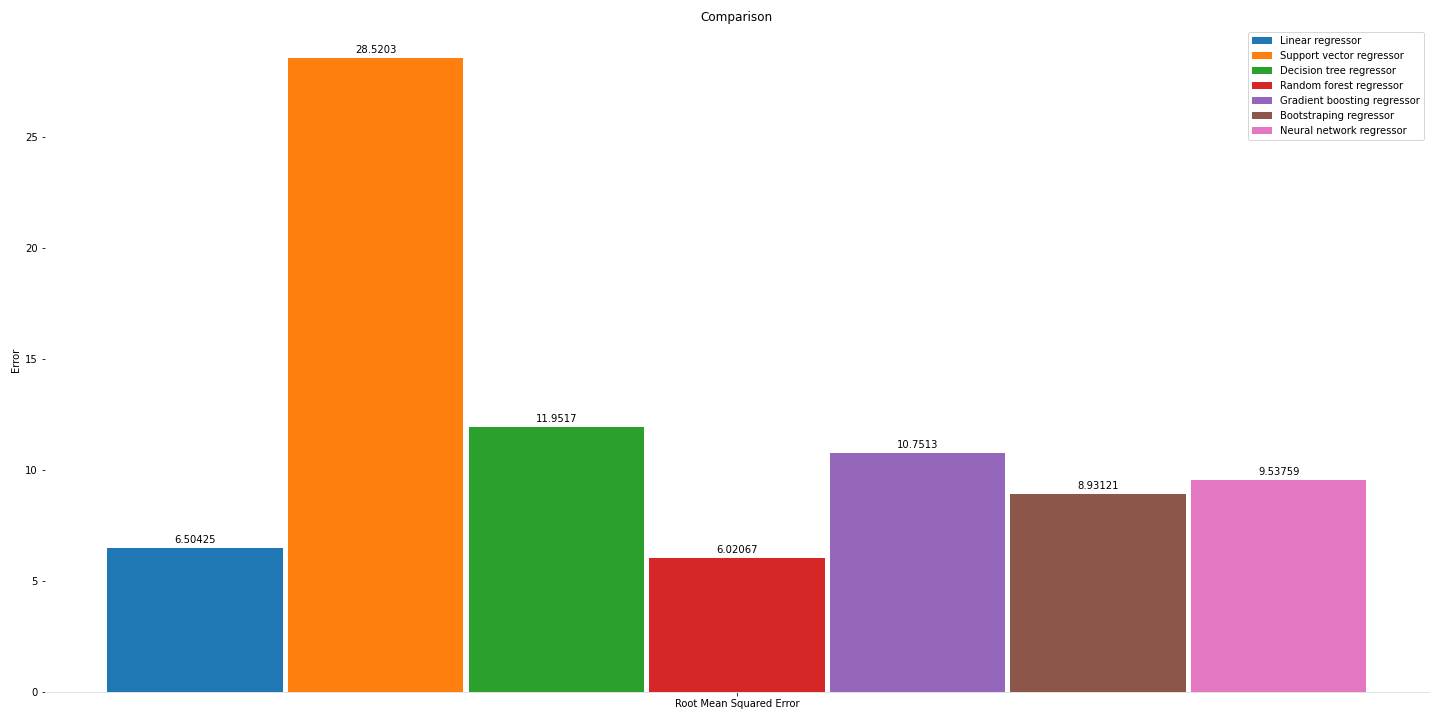 Comparison
Linear regressor
Support vector regressor
Decision tree regressor
Random forest regressor
Gradient boosting regressor
Bootstraping regressor
Neural network regressor
28.5203
11.9517
10.7513
9.53759
8.93121
6.50425
6.02067
25
20
15
10
5
0
Error
Root Mean Squared Error